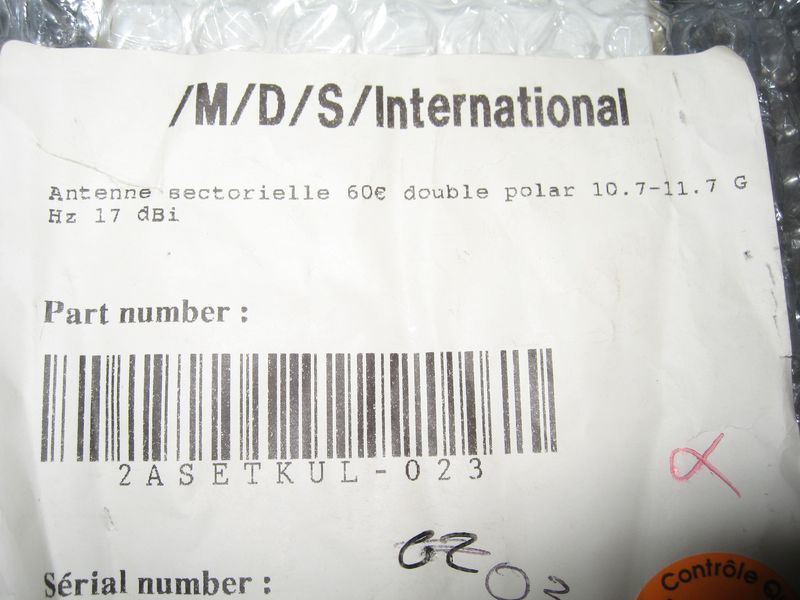 /M/D/S/International
Antenne sectorielle 60€ double polar 10.7-11.7 G
Hz 17 dBi
Part number :
2ASETKUL-023
Sérial number :
Contrôle